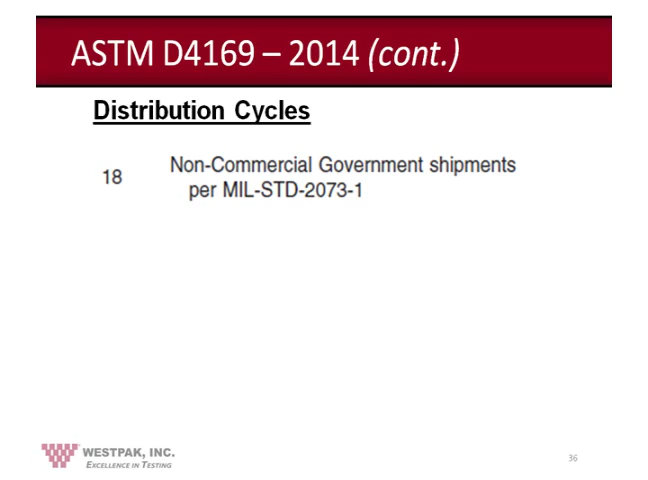 ASTM D4169 – 2014 (cont.)
Distribution Cycles
18 Non-Commercial Government shipments
per MIL-STD-2073-1
WESTPAK, INC.
EXCELLENCE IN TESTING
36